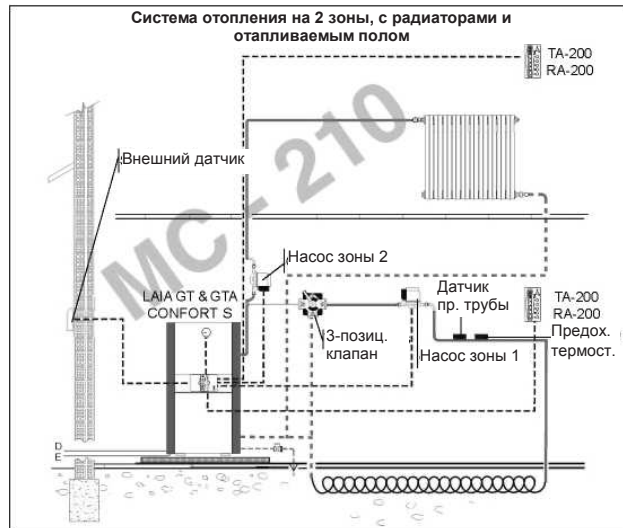 Система отопления на 2 зоны, с радиаторами и
отапливаемым полом
TA-200
RA-200
МС - 210
Внешний датчик
Насос зоны 2
LAIA GT & GTA
CONFORT S
3-позиц.
клапан
Датчик
пр. трубы
Насос зоны 1
TA-200
RA-200
Предох.
термост.
D
E